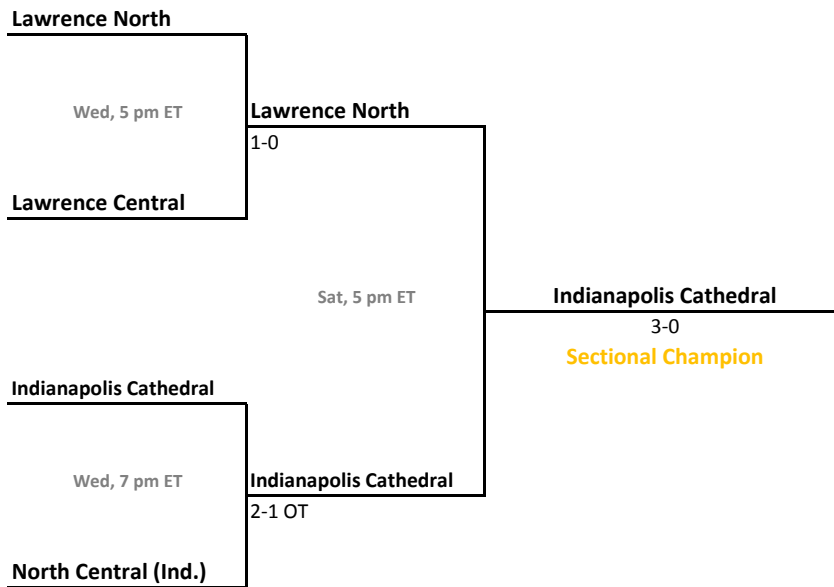 Lawrence North
Wed, 5 pm ET
Lawrence North
1-0
Lawrence Central
Sat, 5 pm ET
Indianapolis Cathedral
3-0
Sectional Champion
Indianapolis Cathedral
Wed, 7 pm ET
Indianapolis Cathedral
2-1 OT
North Central (Ind.)